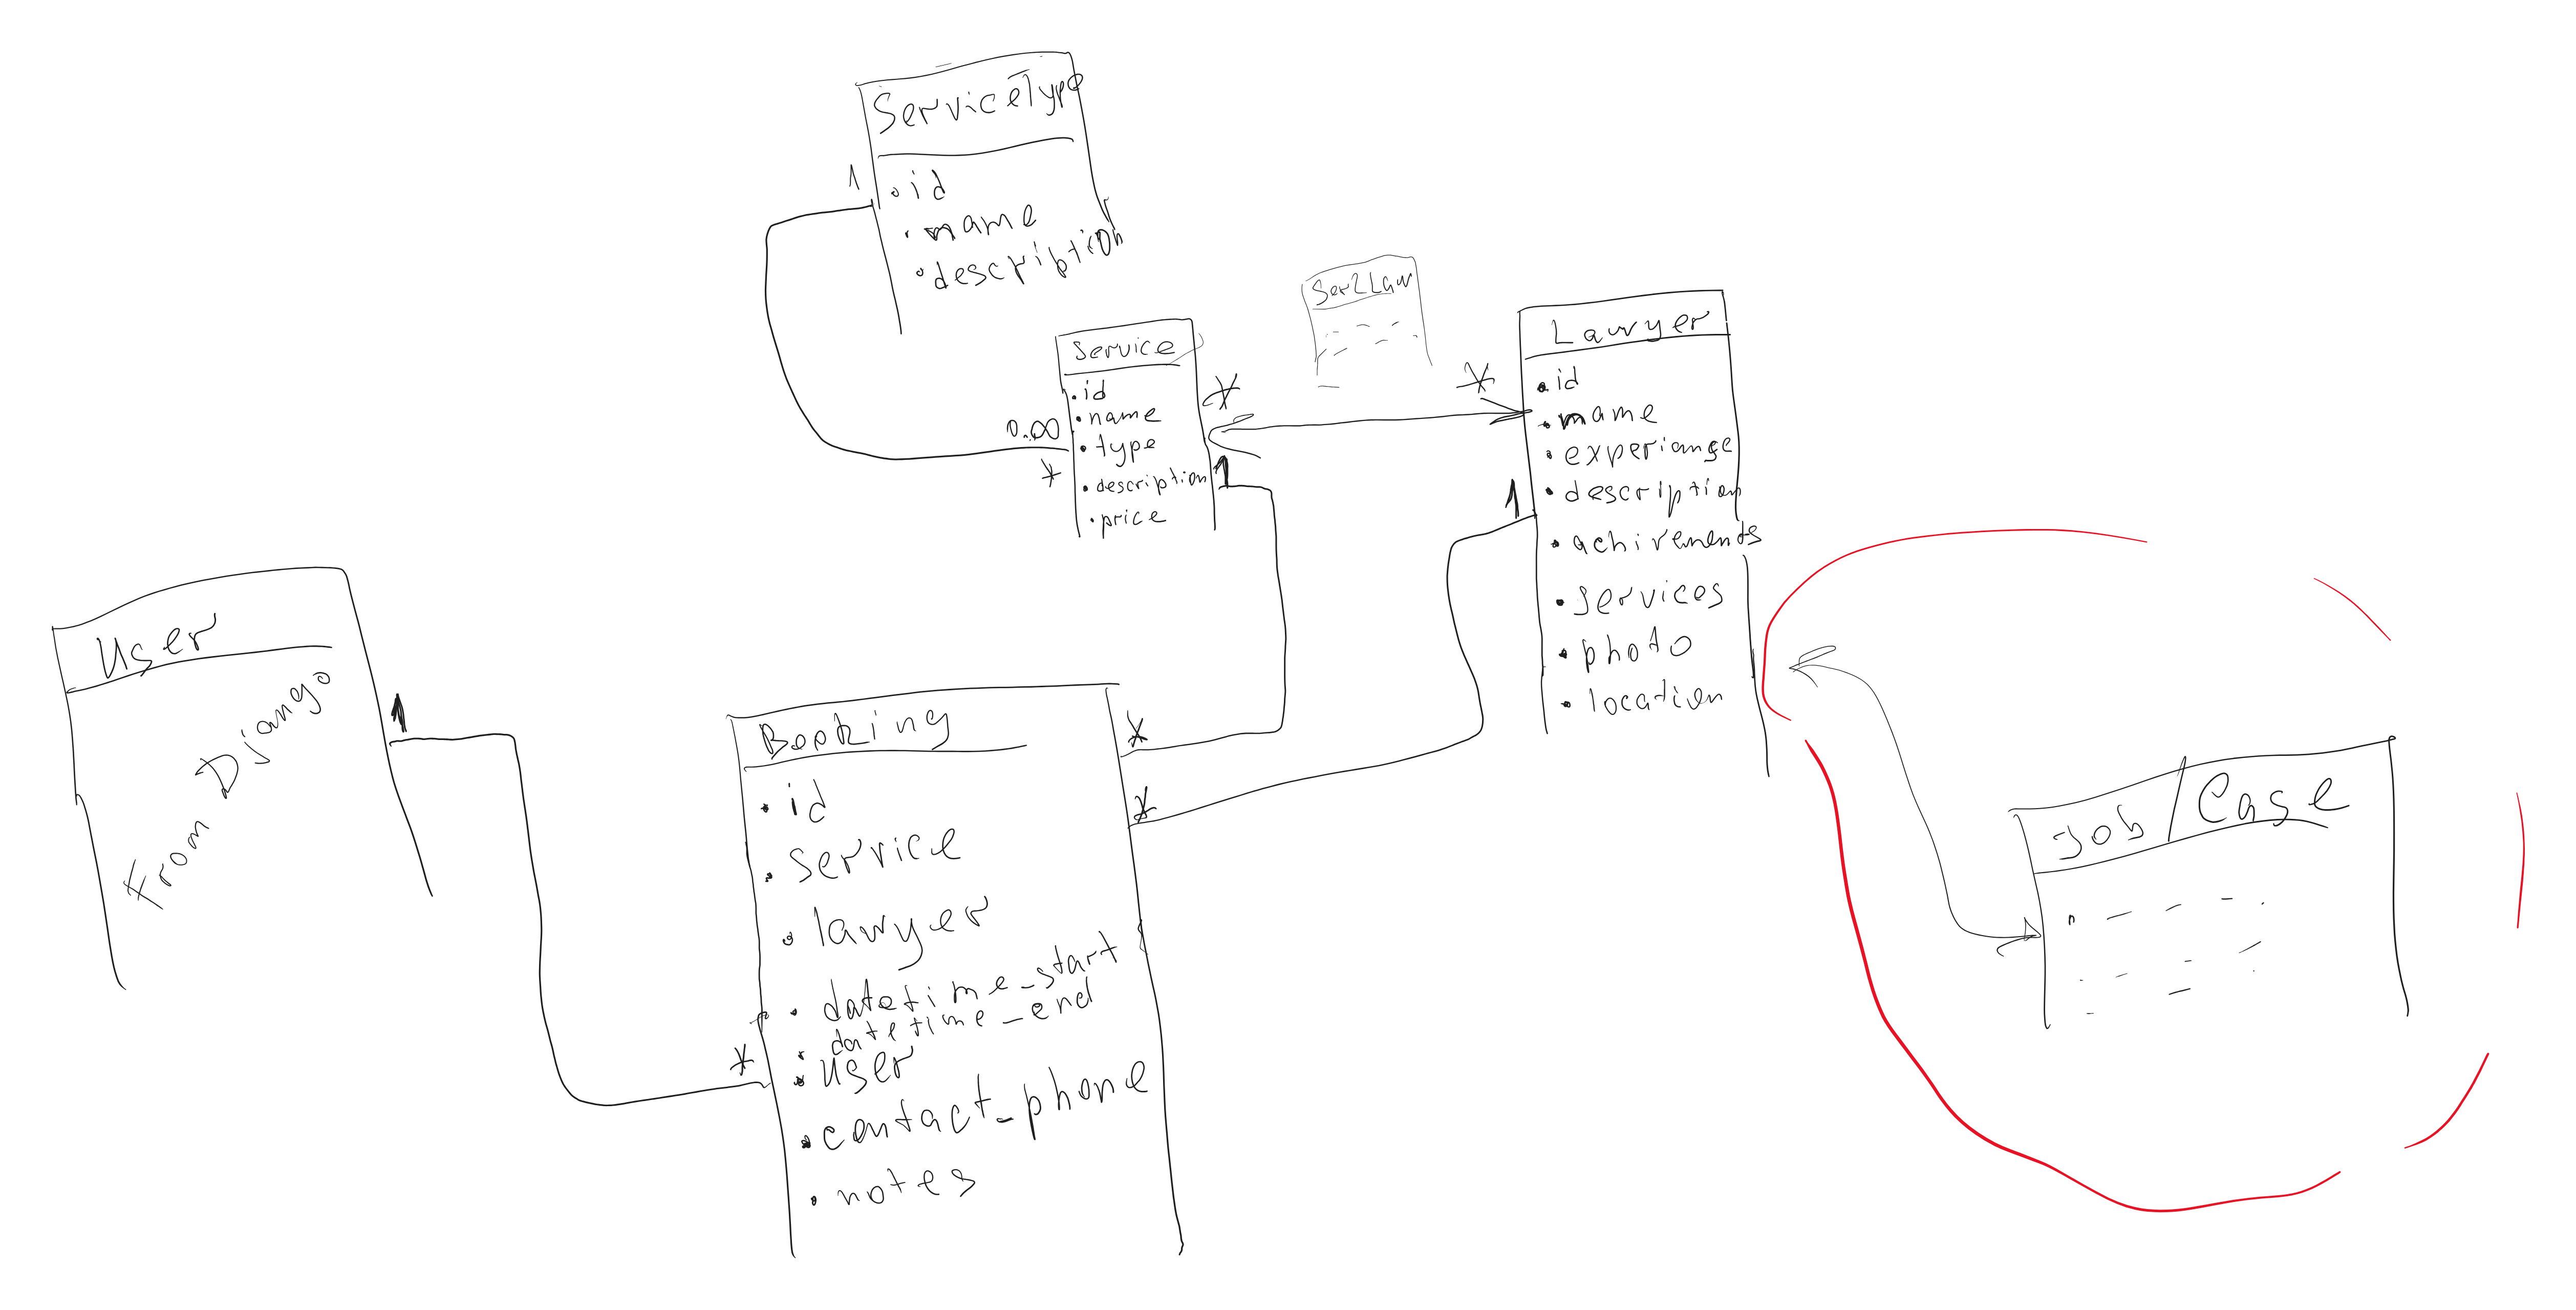 ServiceType
1
• id
• name
• description
Ser2Law
Service
• id
• name
• type
• description
• price
0..00
*
*
1
Lawyer
*
• id
• name
• experiange
• description
• achivements
• services
• photo
• location
1
User
From Django
1
*
Booking
• id
• service
• lawyer
• datetime_start
• datetime_end
• user
• contact_phone
• notes
*
*
Job/Case